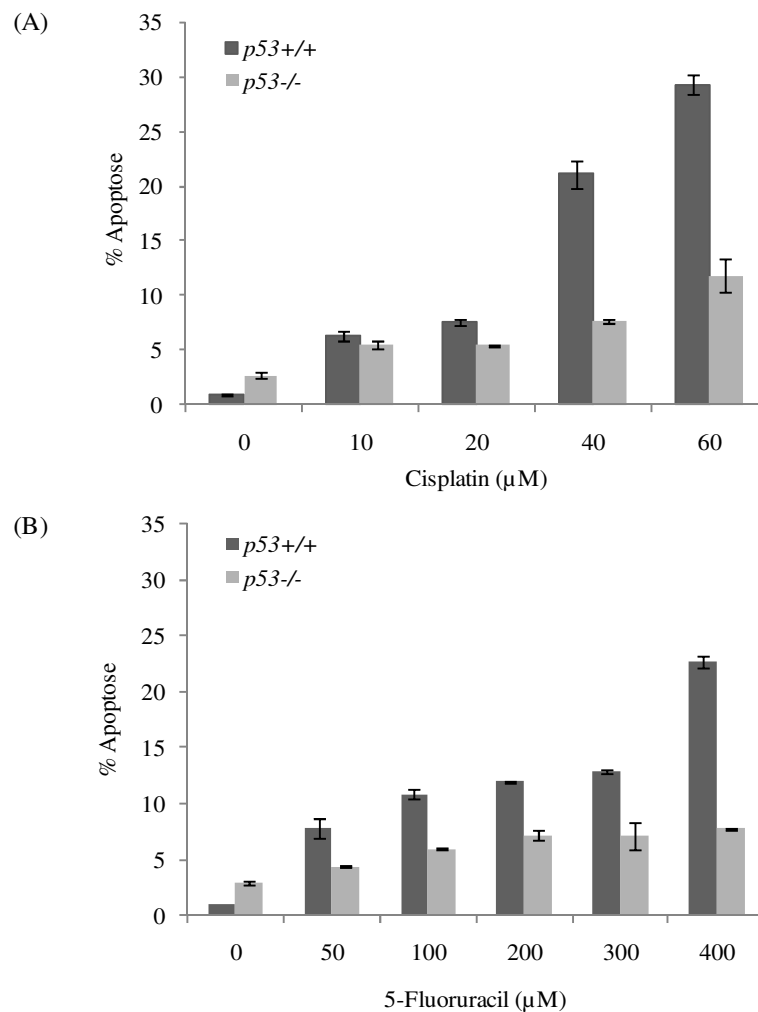 (A)
35
30
25
20
15
10
5
0
% Apoptose
p53+/+
p53-/-
0 10 20 40 60
Cisplatin (µM)
(B)
35
30
25
20
15
10
5
0
% Apoptose
p53+/+
p53-/-
0 50 100 200 300 400
5-Fluoruracil (µM)